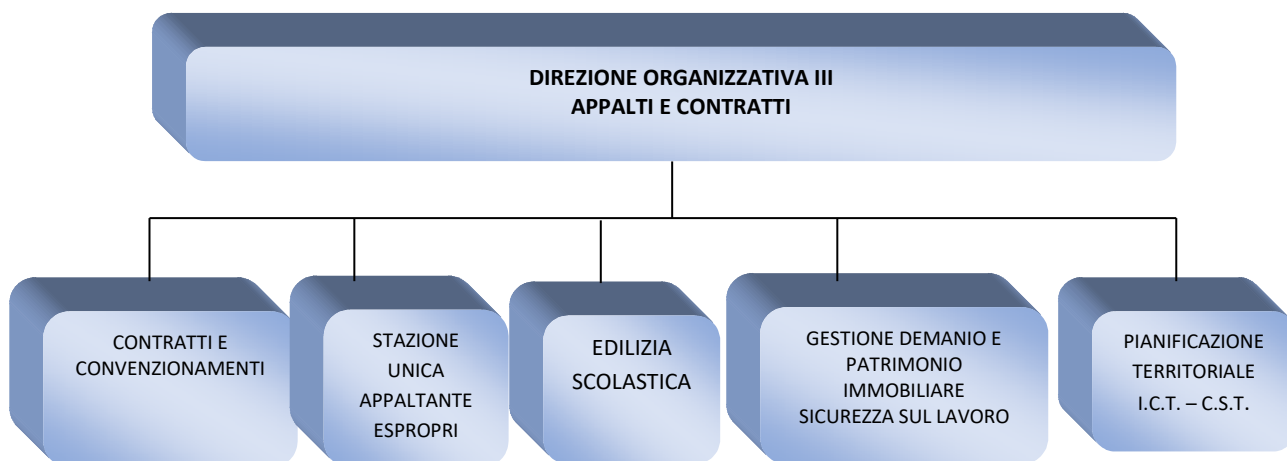 DIREZIONE ORGANIZZATIVA III
APPALTI E CONTRATTI
CONTRATTI E
CONVENZIONAMENTI
STAZIONE
UNICA
APPALTANTE
ESPROPRI
EDILIZIA
SCOLASTICA
GESTIONE DEMANIO E
PATRIMONIO
IMMOBILIARE
SICUREZZA SUL LAVORO
PIANIFICAZIONE
TERRITORIALE
I.C.T. – C.S.T.